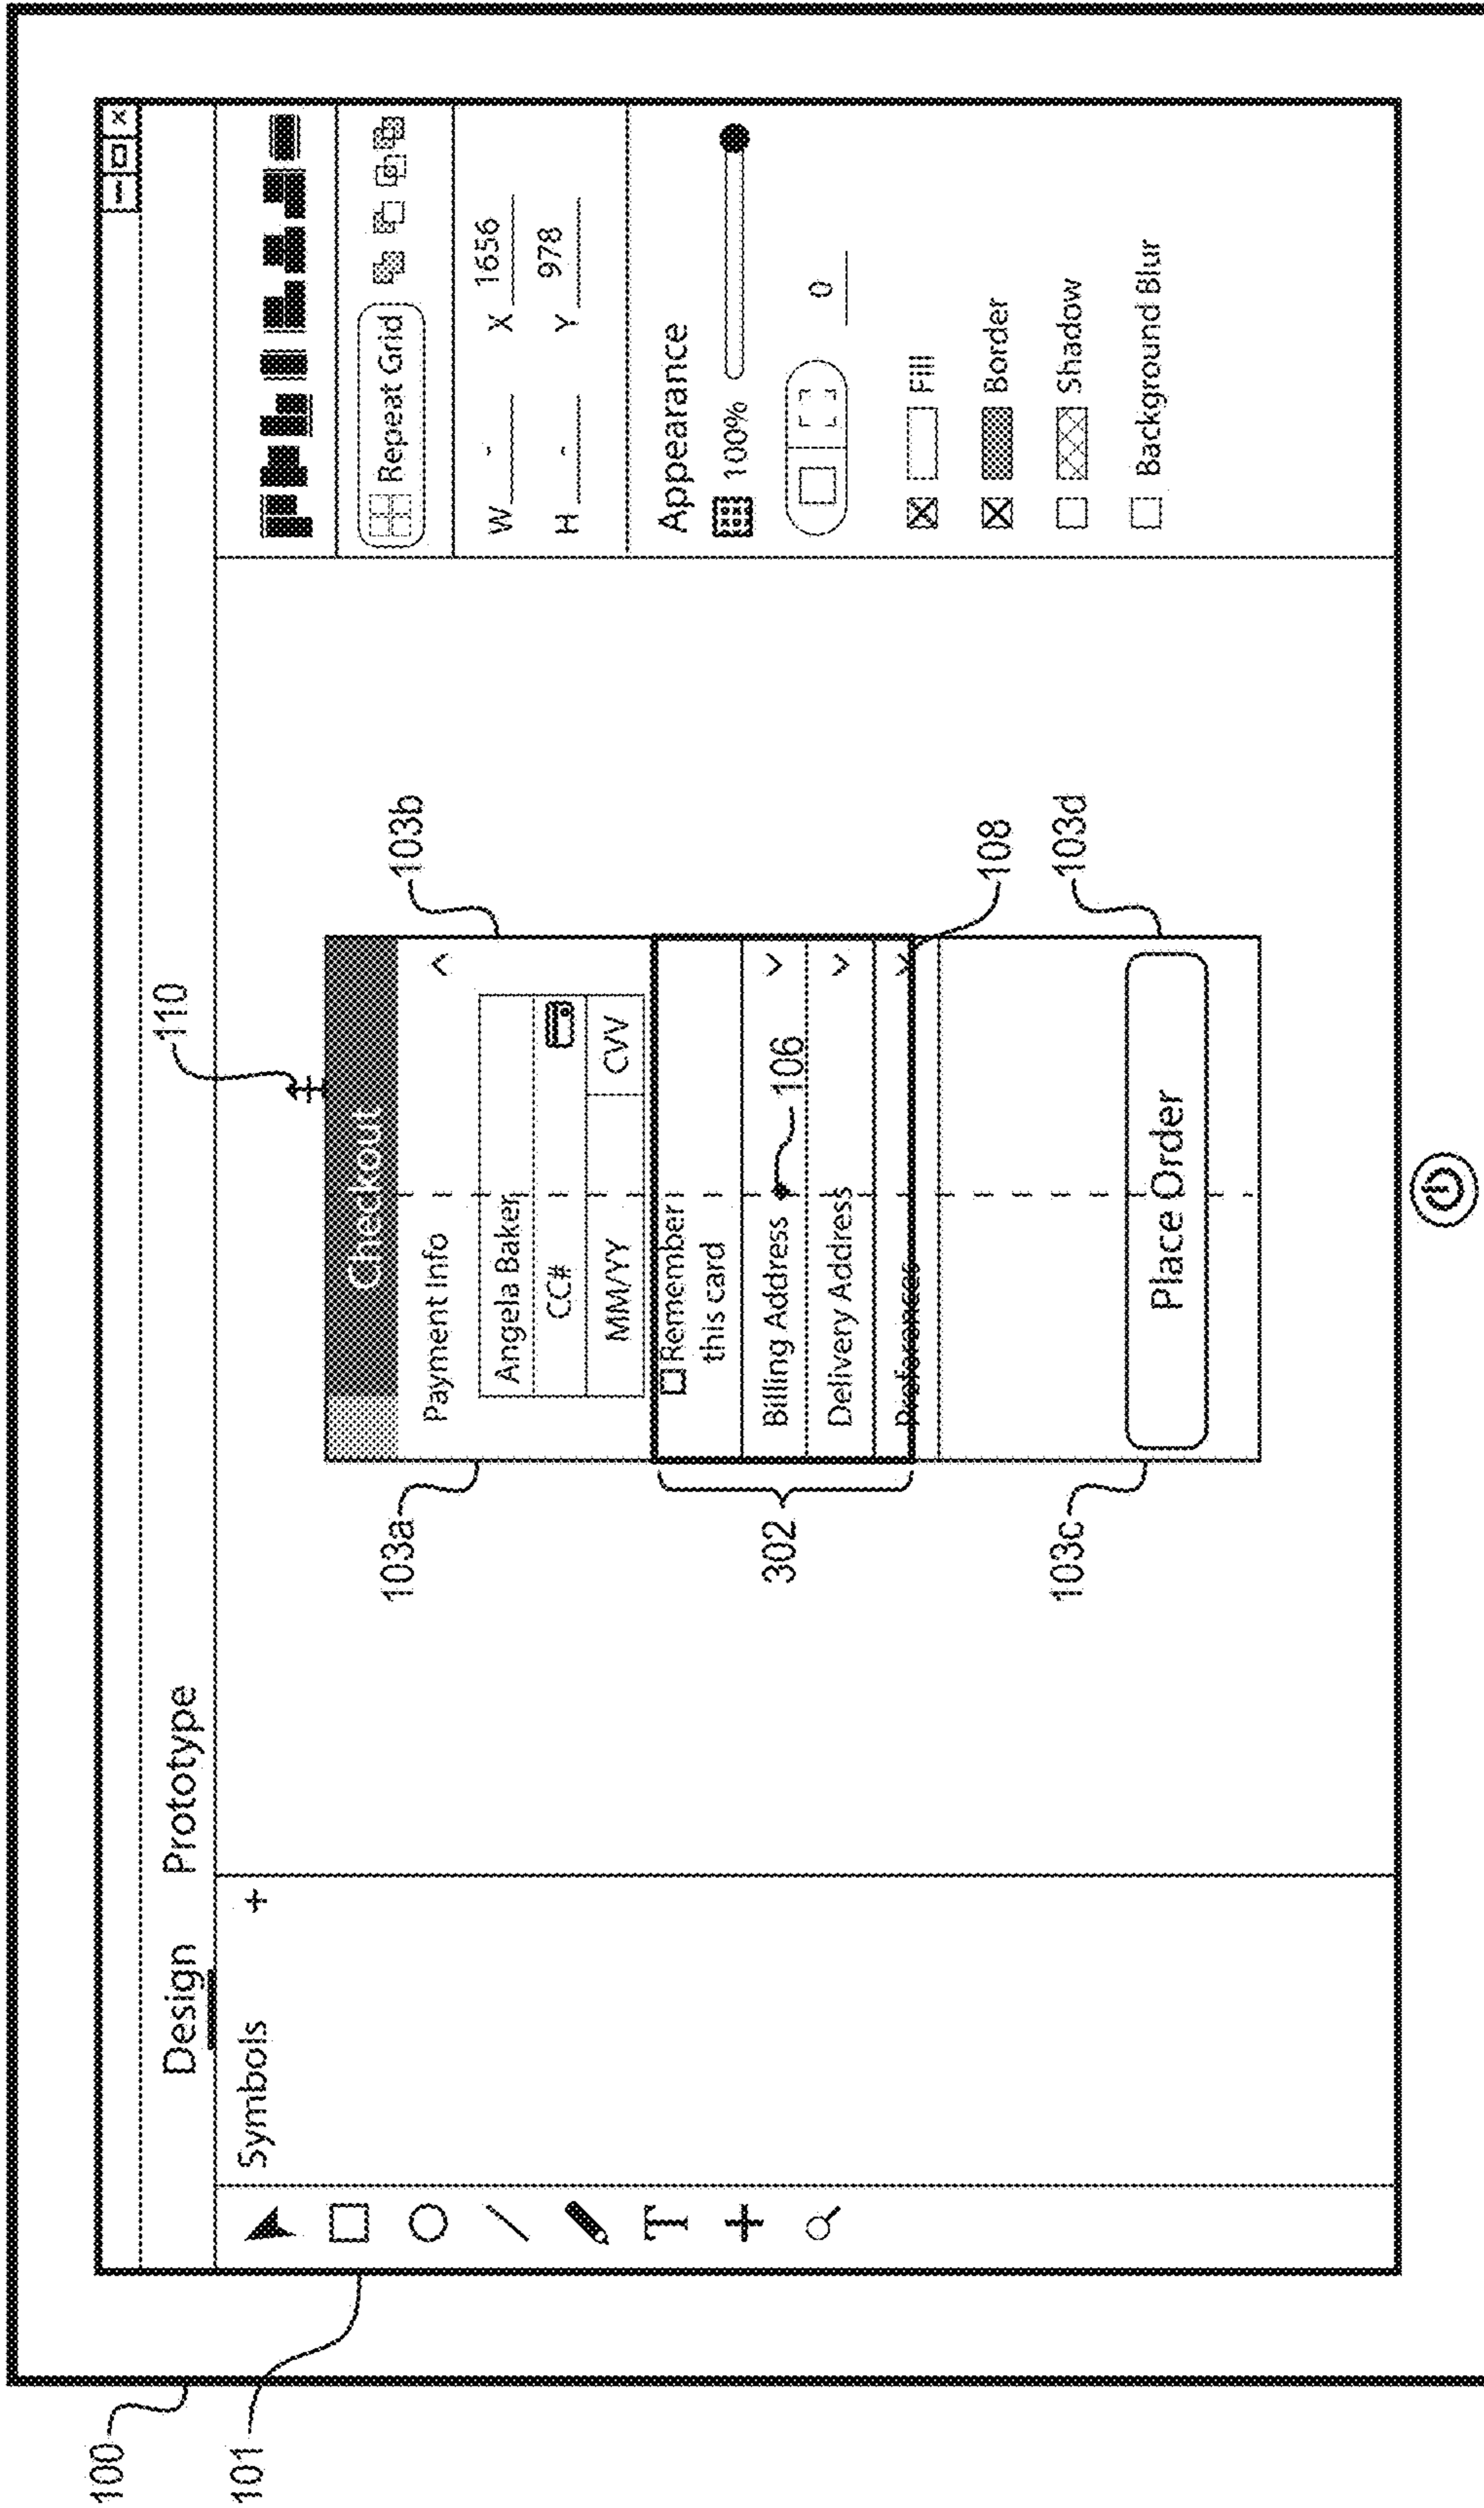 100
101
Design Prototype
Symbols +
T
110
Checkout
103a
103b
Payment Info
Angela Baker
CC#
MM/YY CVV
Remember
this card
302
Billing Address
106
Delivery Address
Preferences
108
103c
103d
Place Order
Repeat Grid
W - X 1656
H - Y 978
Appearance
100%
0
Fill
Border
Shadow
Background Blur